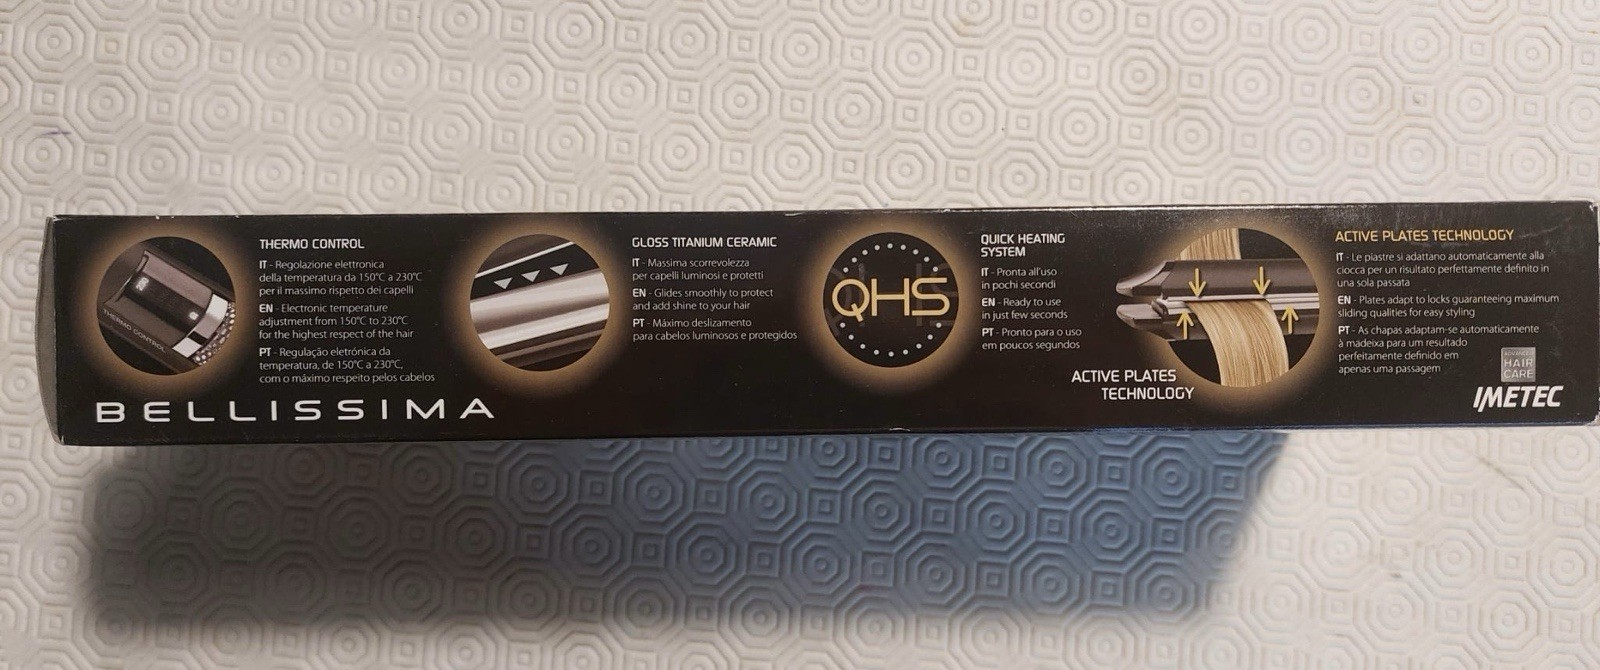 THERMO CONTROL
IT - Regolazione elettronica
della temperatura da 150°C a 230°C
per il massimo rispetto dei capelli
EN - Electronic temperature
adjustment from 150°C to 230°C
for the highest respect of the hair
PT - Regulação eletrónica da
temperatura, de 150°C a 230°C,
com o máximo respeito pelos cabelos
THERMO CONTROL
BELLISSIMA
GLOSS TITANIUM CERAMIC
IT - Massima scorrevolezza
per capelli luminosi e protetti
EN - Glides smoothly to protect
and add shine to your hair
PT - Máximo deslizamento
para cabelos luminosos e protegidos
QHS
QUICK HEATING
SYSTEM
IT - Pronta all'uso
in pochi secondi
EN - Ready to use
in just few seconds
PT - Pronto para o uso
em poucos segundos
ACTIVE PLATES
TECHNOLOGY
ACTIVE PLATES TECHNOLOGY
IT - Le piastre si adattano automaticamente alla
ciocca per un risultato perfettamente definito in
una sola passata
EN - Plates adapt to locks guaranteeing maximum
sliding qualities for easy styling
PT - As chapas adaptam-se automaticamente
à madeixa para um resultado
perfeitamente definido em
apenas uma passagem
ADVANCED
HAIR
CARE
IMETEC